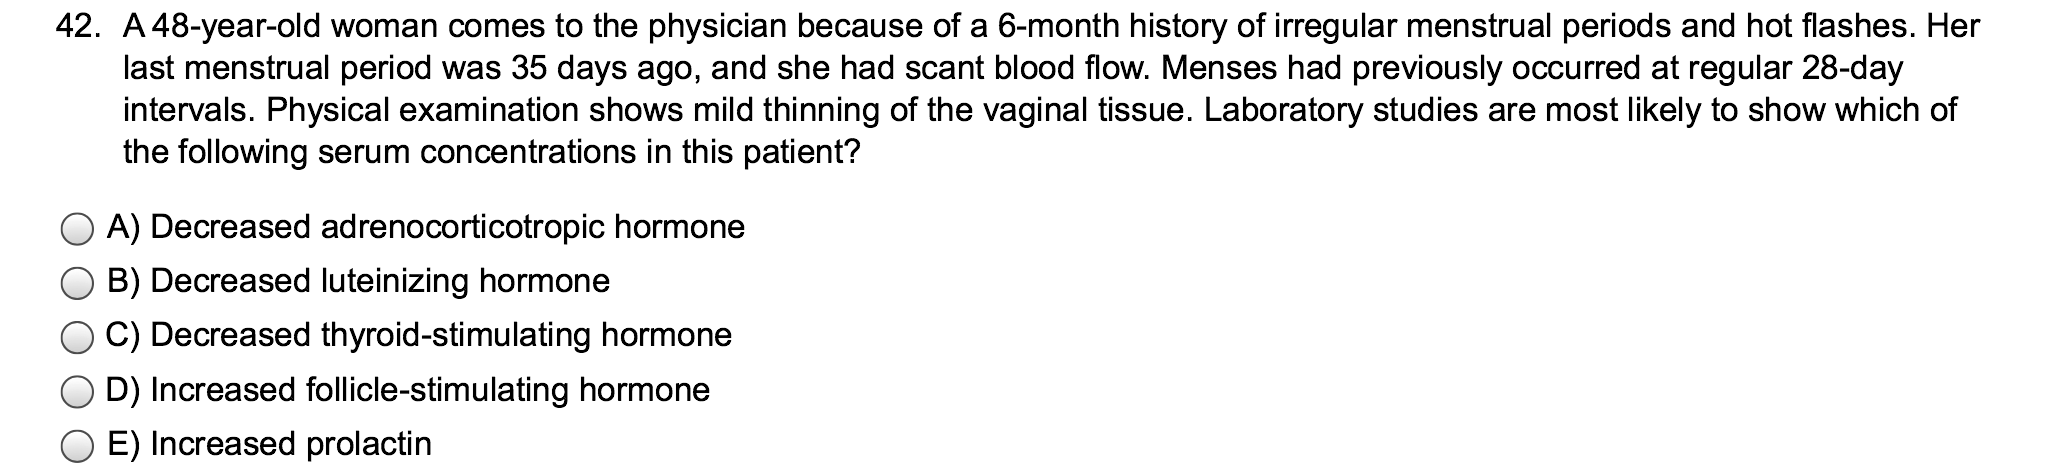 42. A 48-year-old woman comes to the physician because of a 6-month history of irregular menstrual periods and hot flashes. Her
last menstrual period was 35 days ago, and she had scant blood flow. Menses had previously occurred at regular 28-day
intervals. Physical examination shows mild thinning of the vaginal tissue. Laboratory studies are most likely to show which of
the following serum concentrations in this patient?
A) Decreased adrenocorticotropic hormone
B) Decreased luteinizing hormone
C) Decreased thyroid-stimulating hormone
D) Increased follicle-stimulating hormone
E) Increased prolactin